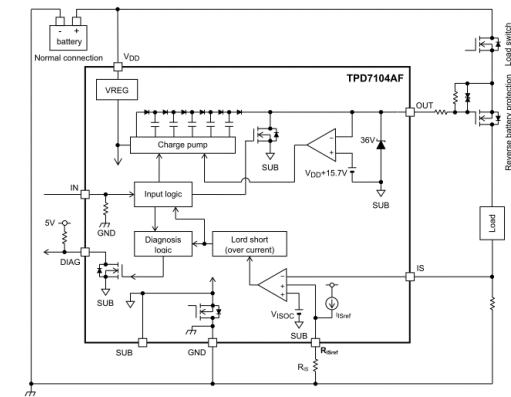 - +
battery
Normal connection
VDD
TPD7104AF
VREG
OUT
Charge pump
SUB
36V
VDD+15.7V
SUB
Load switch
Reverse battery protection
IN
Input logic
GND
5V
DIAG
Diagnosis
logic
Lord short
(over current)
Load
IS
SUB
VISOC
IISref
SUB
SUB
GND
RISref
RIS